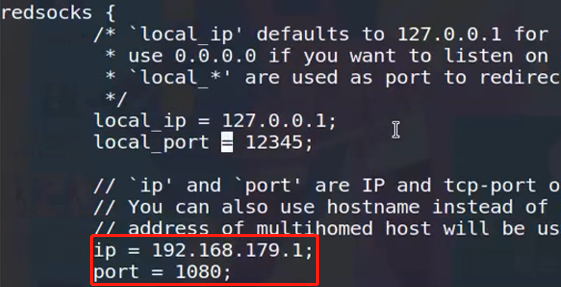 redsocks {
/* `local_ip' defaults to 127.0.0.1 for
* use 0.0.0.0 if you want to listen on
* `local_*' are used as port to redirec
*/
local_ip = 127.0.0.1;
local_port = 12345;
// `ip' and `port' are IP and tcp-port o
// You can also use hostname instead of
// address of multihomed host will be us
ip = 192.168.179.1;
port = 1080;